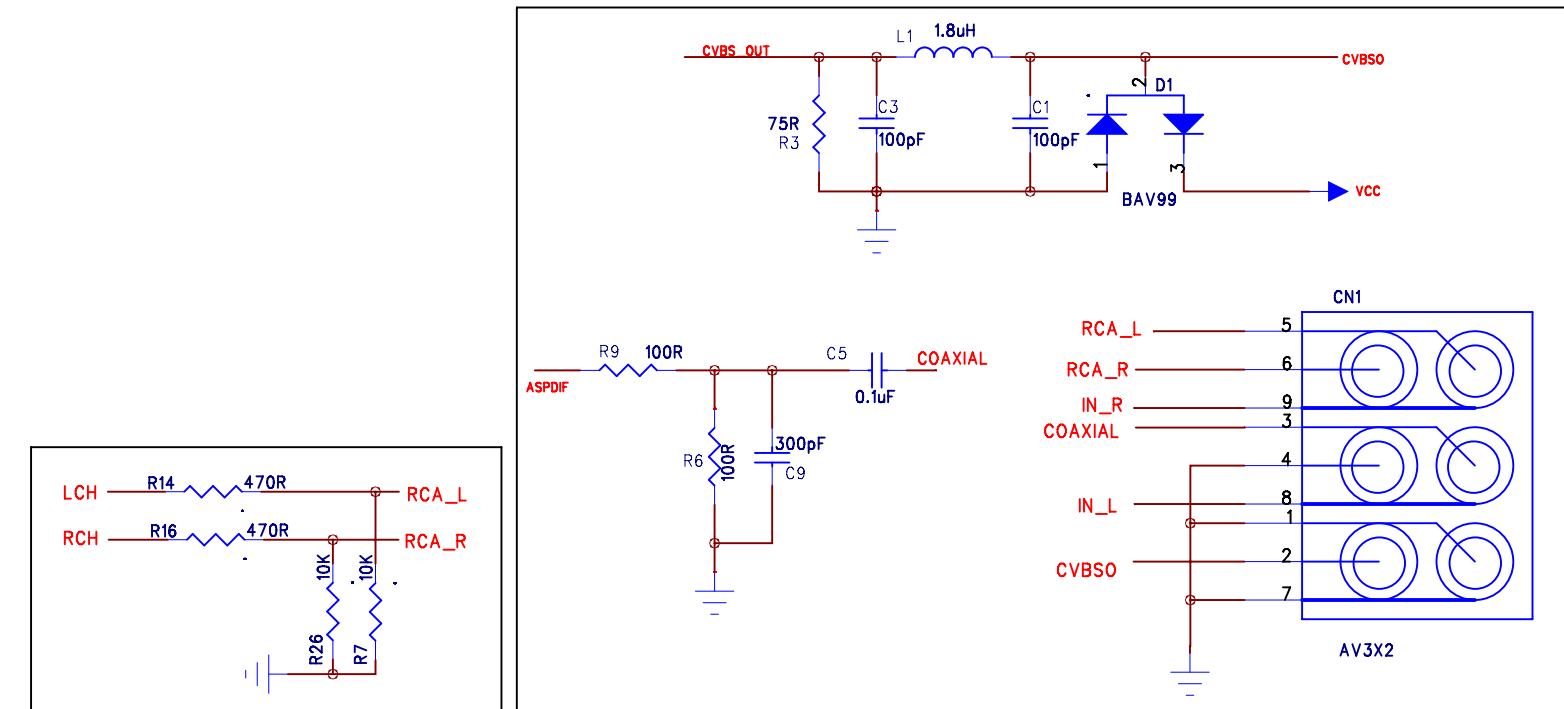 L1 1.8uH
CVBS_OUT
CVBSO
2 D1
C3
C1
75R
R3
100pF
100pF
1
3
BAV99
VCC
CN1
RCA_L 5
R9 100R
C5
COAXIAL
RCA_R 6
ASPDIF
0.1uF
IN_R 9
COAXIAL 3
300pF
R6
100R
C9
4
IN_L 8
1
CVBSO 2
7
AV3X2
LCH R14 470R RCA_L
RCH R16 470R RCA_R
10K
10K
R26
R7